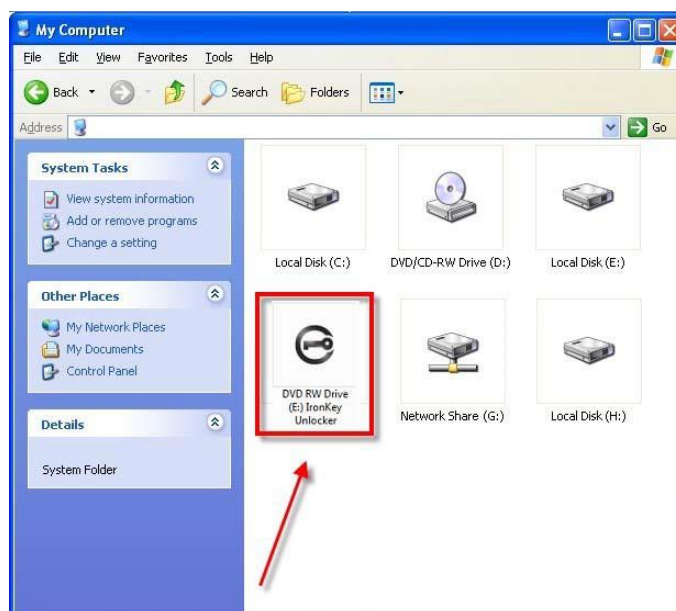 My Computer
File Edit View Favorites Tools Help
Back Search Folders
Address Go
System Tasks
View system information
Add or remove programs
Change a setting
Other Places
My Network Places
My Documents
Control Panel
Details
System Folder
Local Disk (C:) DVD/CD-RW Drive (D:) Local Disk (E:)
DVD RW Drive
(E:) IronKey
Unlocker
Network Share (G:) Local Disk (H:)